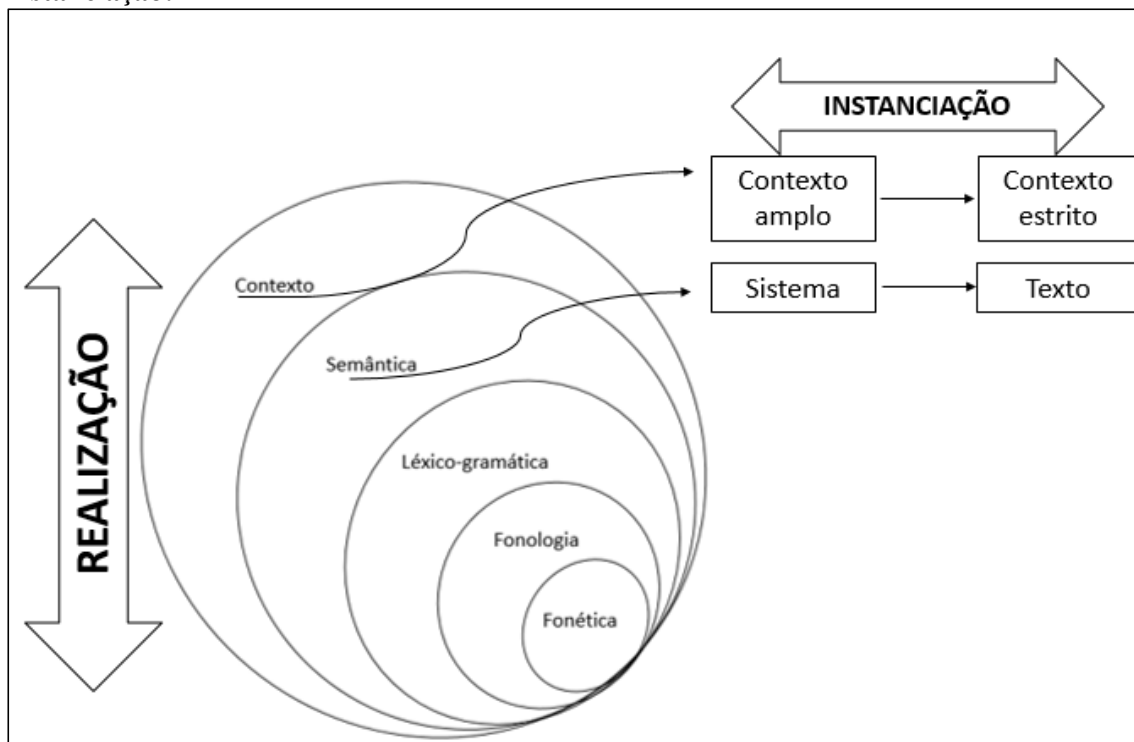 INSTANCIAÇÃO
Contexto
amplo
Contexto
estrito
Contexto
Sistema
Texto
Semântica
REALIZAÇÃO
Léxico-gramática
Fonologia
Fonética